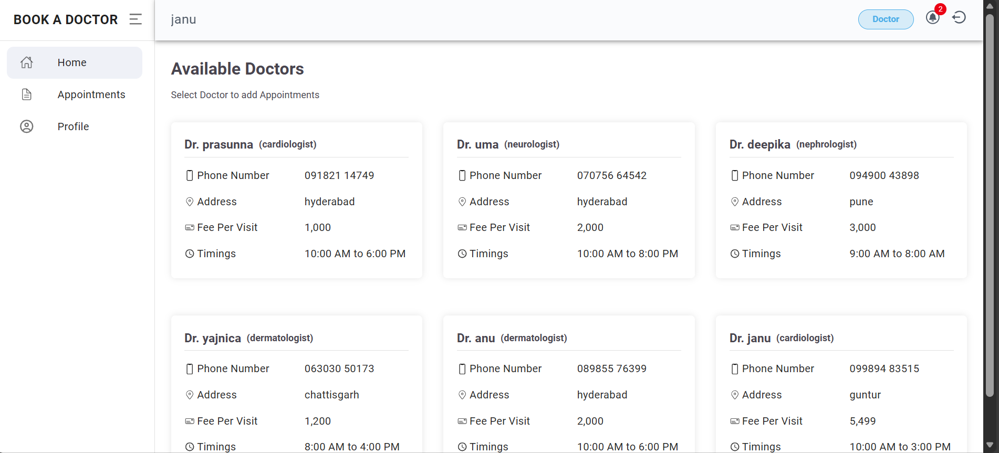 BOOK A DOCTOR
janu
Doctor
2
Home
Appointments
Profile
Available Doctors
Select Doctor to add Appointments
Dr. prasunna (cardiologist)
Phone Number 091821 14749
Address hyderabad
Fee Per Visit 1,000
Timings 10:00 AM to 6:00 PM
Dr. uma (neurologist)
Phone Number 070756 64542
Address hyderabad
Fee Per Visit 2,000
Timings 10:00 AM to 8:00 PM
Dr. deepika (nephrologist)
Phone Number 094900 43898
Address pune
Fee Per Visit 3,000
Timings 9:00 AM to 8:00 AM
Dr. yajnica (dermatologist)
Phone Number 063030 50173
Address chattisgarh
Fee Per Visit 1,200
Timings 8:00 AM to 4:00 PM
Dr. anu (dermatologist)
Phone Number 089855 76399
Address hyderabad
Fee Per Visit 2,000
Timings 10:00 AM to 6:00 PM
Dr. janu (cardiologist)
Phone Number 099894 83515
Address guntur
Fee Per Visit 5,499
Timings 10:00 AM to 3:00 PM